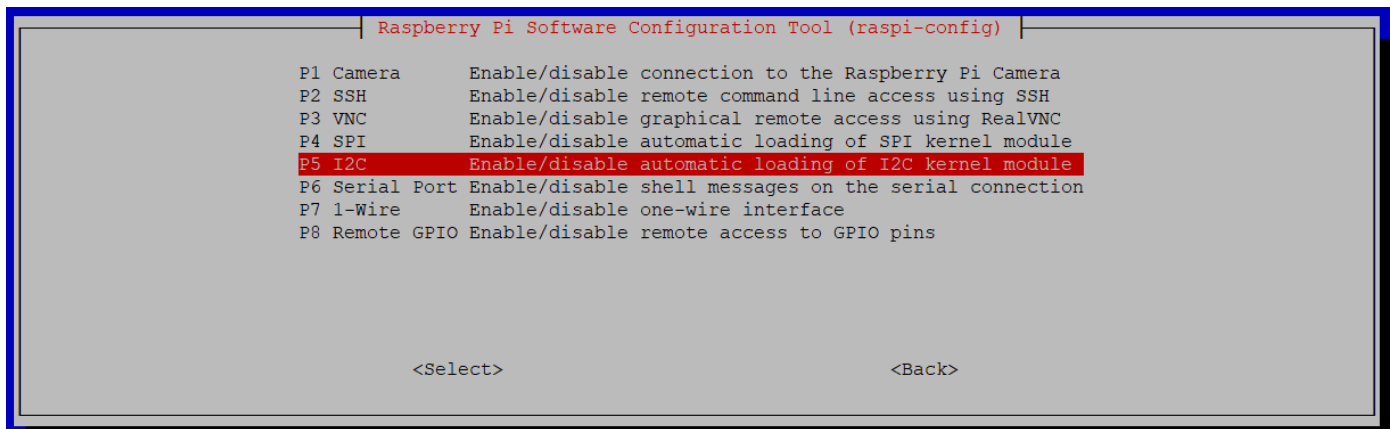 Raspberry Pi Software Configuration Tool (raspi-config)
P1 Camera Enable/disable connection to the Raspberry Pi Camera
P2 SSH Enable/disable remote command line access using SSH
P3 VNC Enable/disable graphical remote access using RealVNC
P4 SPI Enable/disable automatic loading of SPI kernel module
P5 I2C Enable/disable automatic loading of I2C kernel module
P6 Serial Port Enable/disable shell messages on the serial connection
P7 1-Wire Enable/disable one-wire interface
P8 Remote GPIO Enable/disable remote access to GPIO pins
<Select> <Back>